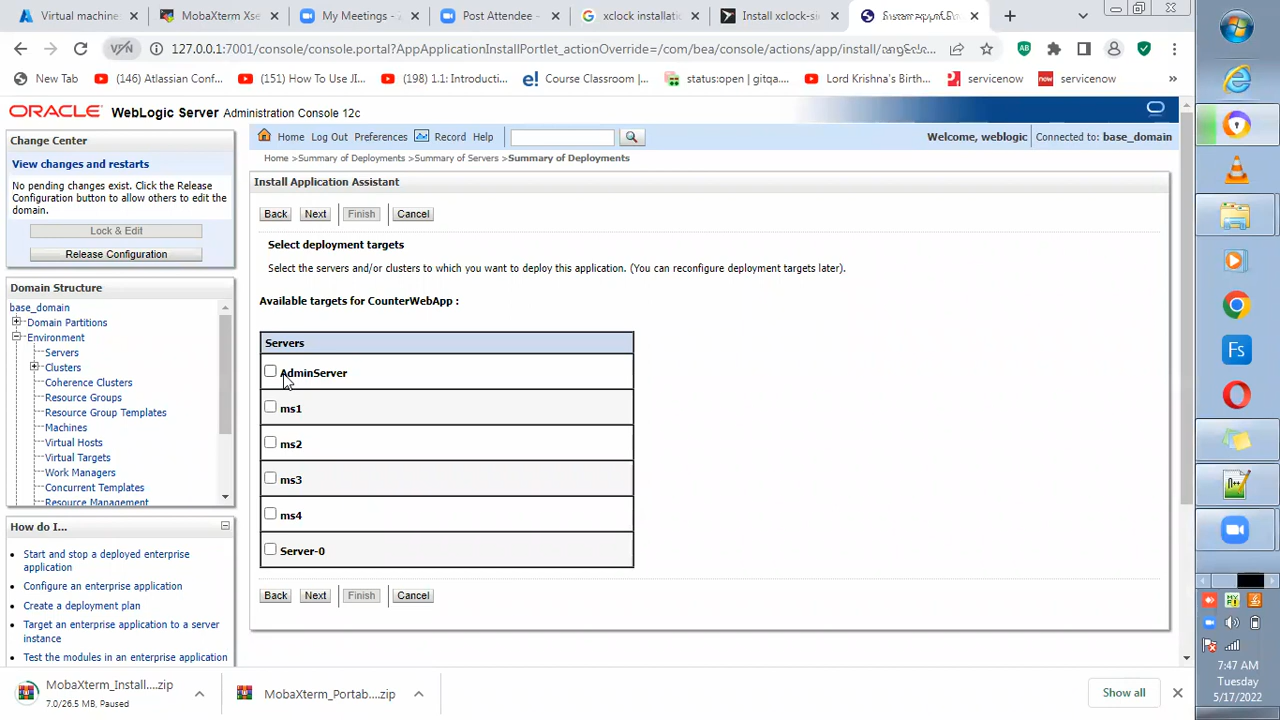 Virtual machines
MobaXterm Xse
My Meetings -
Post Attendee -
xclock installati
Install xclock-si
127.0.0.1:7001/console/console.portal?AppApplicationInstallPortlet_actionOverride=/com/bea/console/actions/app/install/
New Tab
(146) Atlassian Conf...
(151) How To Use JI...
(198) 1.1: Introducti...
Course Classroom |...
status:open | gitqa....
Lord Krishna's Birth...
servicenow
servicenow
»
ORACLE WebLogic Server Administration Console 12c
Change Center
View changes and restarts
No pending changes exist. Click the Release
Configuration button to allow others to edit the
domain.
Lock & Edit
Release Configuration
Domain Structure
base_domain
Domain Partitions
Environment
Servers
Clusters
Coherence Clusters
Resource Groups
Resource Group Templates
Machines
Virtual Hosts
Virtual Targets
Work Managers
Concurrent Templates
Resource Management
How do I...
Start and stop a deployed enterprise
application
Configure an enterprise application
Create a deployment plan
Target an enterprise application to a server
instance
Test the modules in an enterprise application
Home Log Out Preferences Record Help
Welcome, weblogic
Connected to: base_domain
Home >Summary of Deployments >Summary of Servers >Summary of Deployments
Install Application Assistant
Back Next Finish Cancel
Select deployment targets
Select the servers and/or clusters to which you want to deploy this application. (You can reconfigure deployment targets later).
Available targets for CounterWebApp :
Servers
AdminServer
ms1
ms2
ms3
ms4
Server-0
Back Next Finish Cancel
MobaXterm_Install....zip
7.0/26.5 MB, Paused
MobaXterm_Portab....zip
Show all
Fs
7:47 AM
Tuesday
5/17/2022